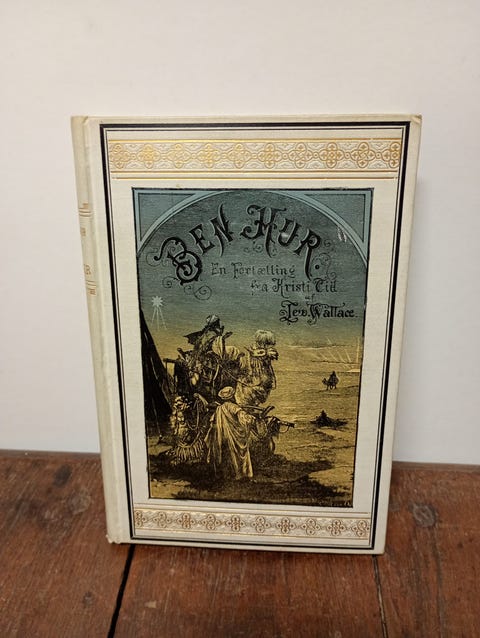 BEN HUR.
En Fortælling
fra Kristi Tid
af
Lew. Wallace.